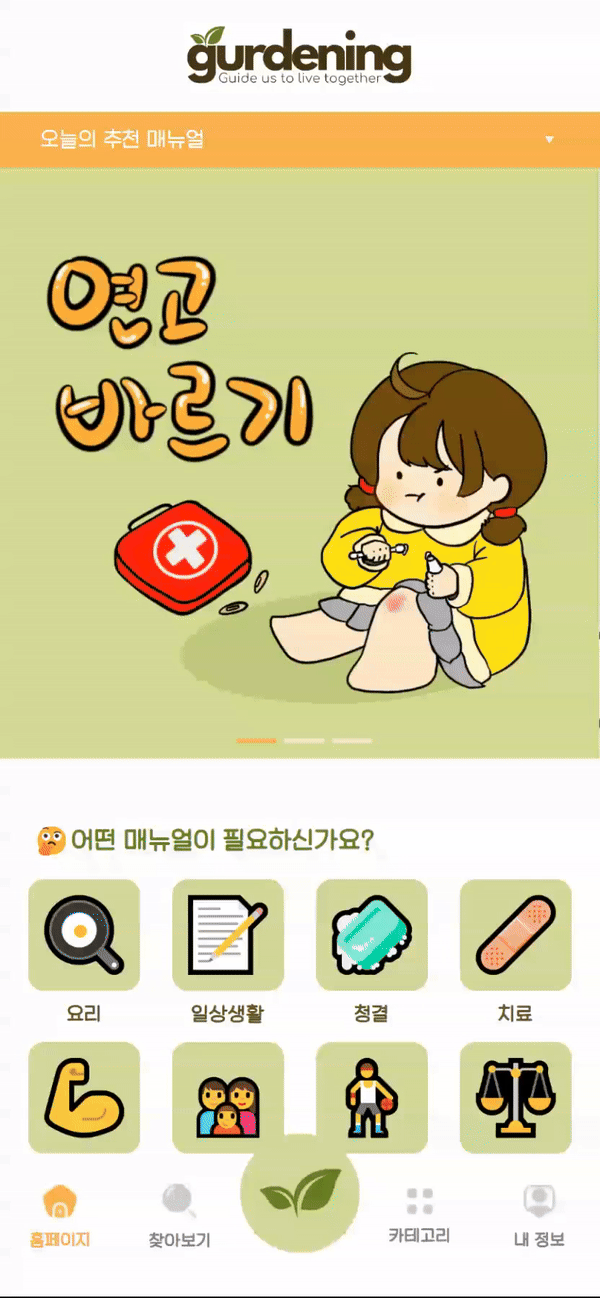 gurdening
Guide us to live together
오늘의 추천 매뉴얼
연고
바르기
어떤 매뉴얼이 필요하신가요?
요리
일상생활
청결
치료
홈페이지
찾아보기
카테고리
내 정보